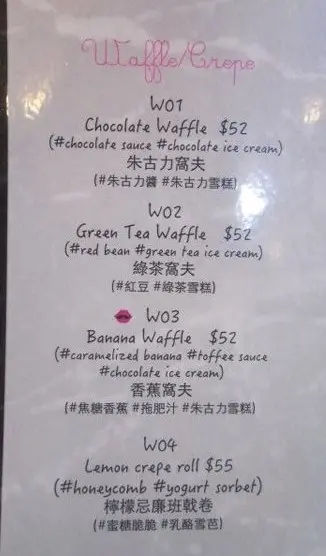 Waffle/Crepe
W01
Chocolate Waffle $52
(#chocolate sauce #chocolate ice cream)
朱古力窩夫
(#朱古力醬 #朱古力雪糕)
W02
Green Tea Waffle $52
(#red bean #green tea ice cream)
綠茶窩夫
(#紅豆 #綠茶雪糕)
W03
Banana Waffle $52
(#caramelized banana #toffee sauce
#chocolate ice cream)
香蕉窩夫
(#焦糖香蕉 #拖肥汁 #朱古力雪糕)
W04
Lemon crepe roll $55
(#honeycomb #yogurt sorbet)
檸檬忌廉班戟卷
(#蜜糖脆脆 #乳酪雪芭)